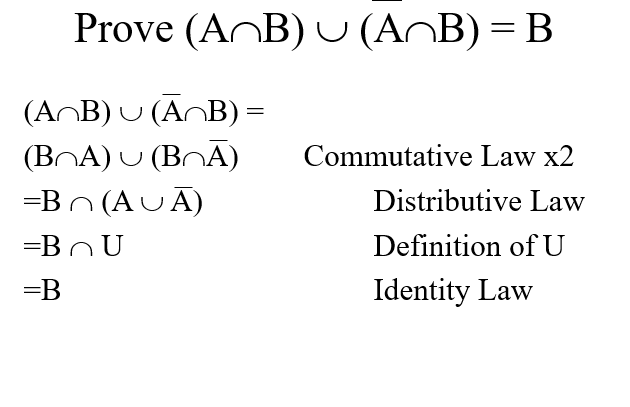 Prove (A∩B) ∪ (A̅∩B) = B
(A∩B) ∪ (A̅∩B) =
(B∩A) ∪ (B∩A̅) Commutative Law x2
=B ∩ (A ∪ A̅) Distributive Law
=B ∩ U Definition of U
=B Identity Law